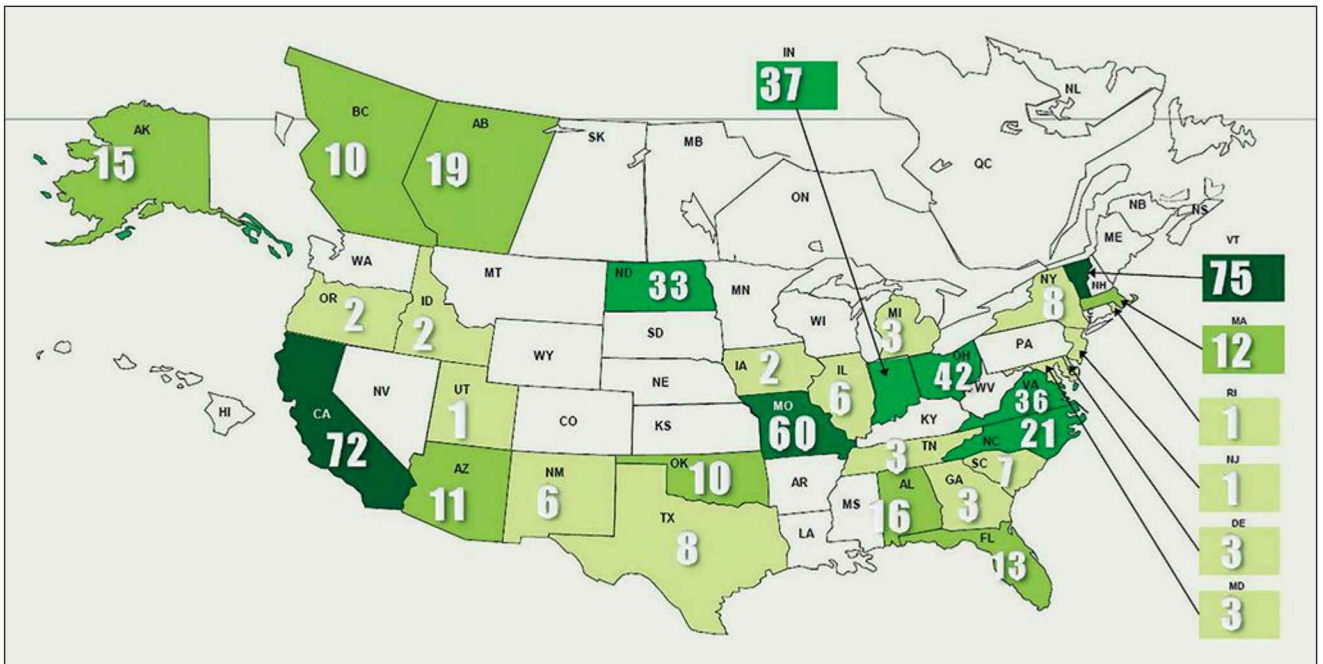 IN
37
NL
BC
AB
AK
10
19
15
SK
MB
QC
ON
NB
NS
ME
VT
75
WA
MT
ND
33
MN
NY
8
NH
OR
2
ID
2
WI
MI
3
MA
12
SD
WY
PA
IA
2
IL
6
OH
42
NV
UT
1
NE
WV
VA
36
RI
1
HI
CA
72
CO
KS
MO
60
KY
NC
21
TN
3
NJ
1
AZ
11
NM
6
OK
10
AR
SC
7
MS
AL
16
GA
3
TX
8
LA
FL
13
DE
3
MD
3